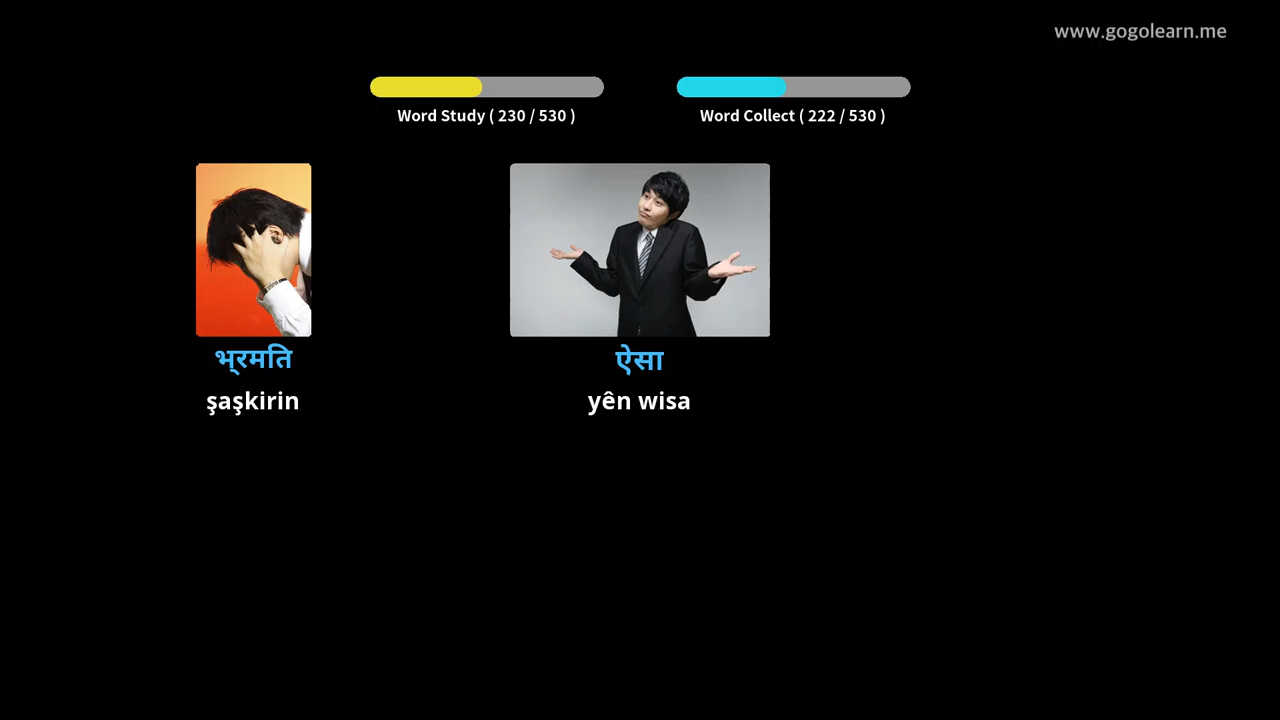 www.gogolearn.me
Word Study ( 230 / 530 )
Word Collect ( 222 / 530 )
भ्रमति
ऐसा
şaşkirin
yên wisa